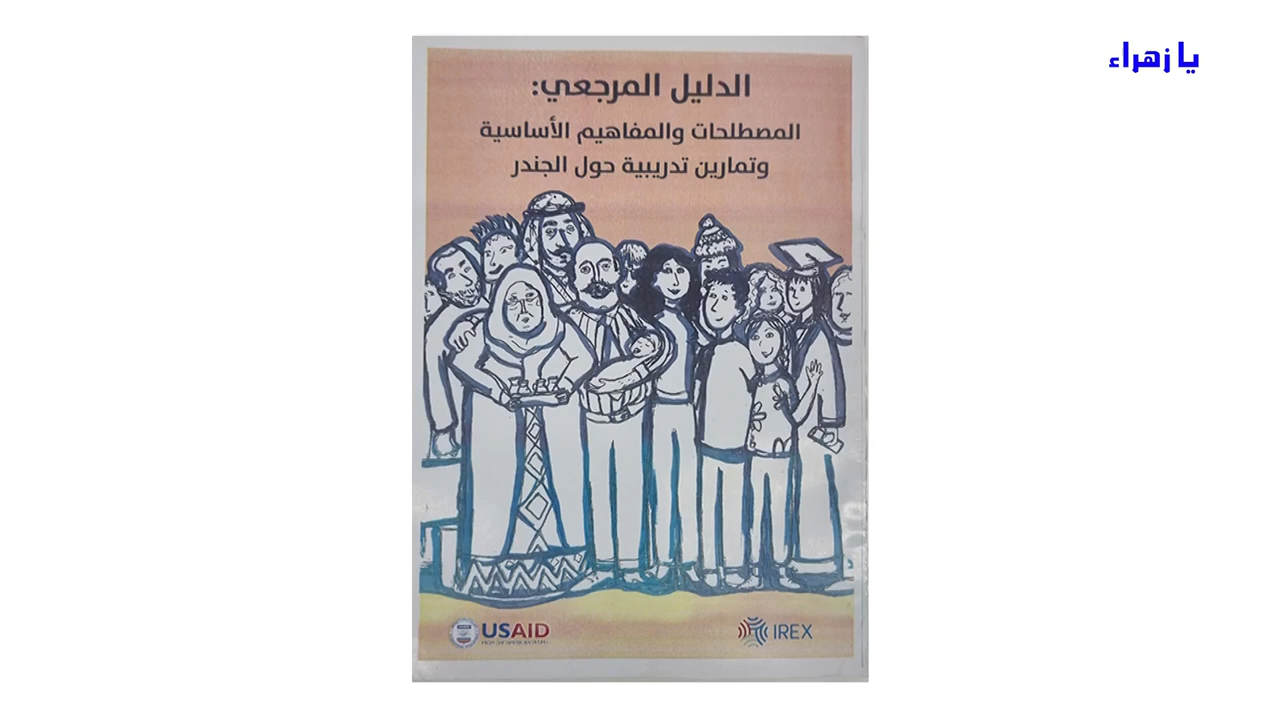 يا زهراء
الدليل المرجعي:
المصطلحات والمفاهيم الأساسية
وتمارين تدريبية حول الجندر
USAID
IREX